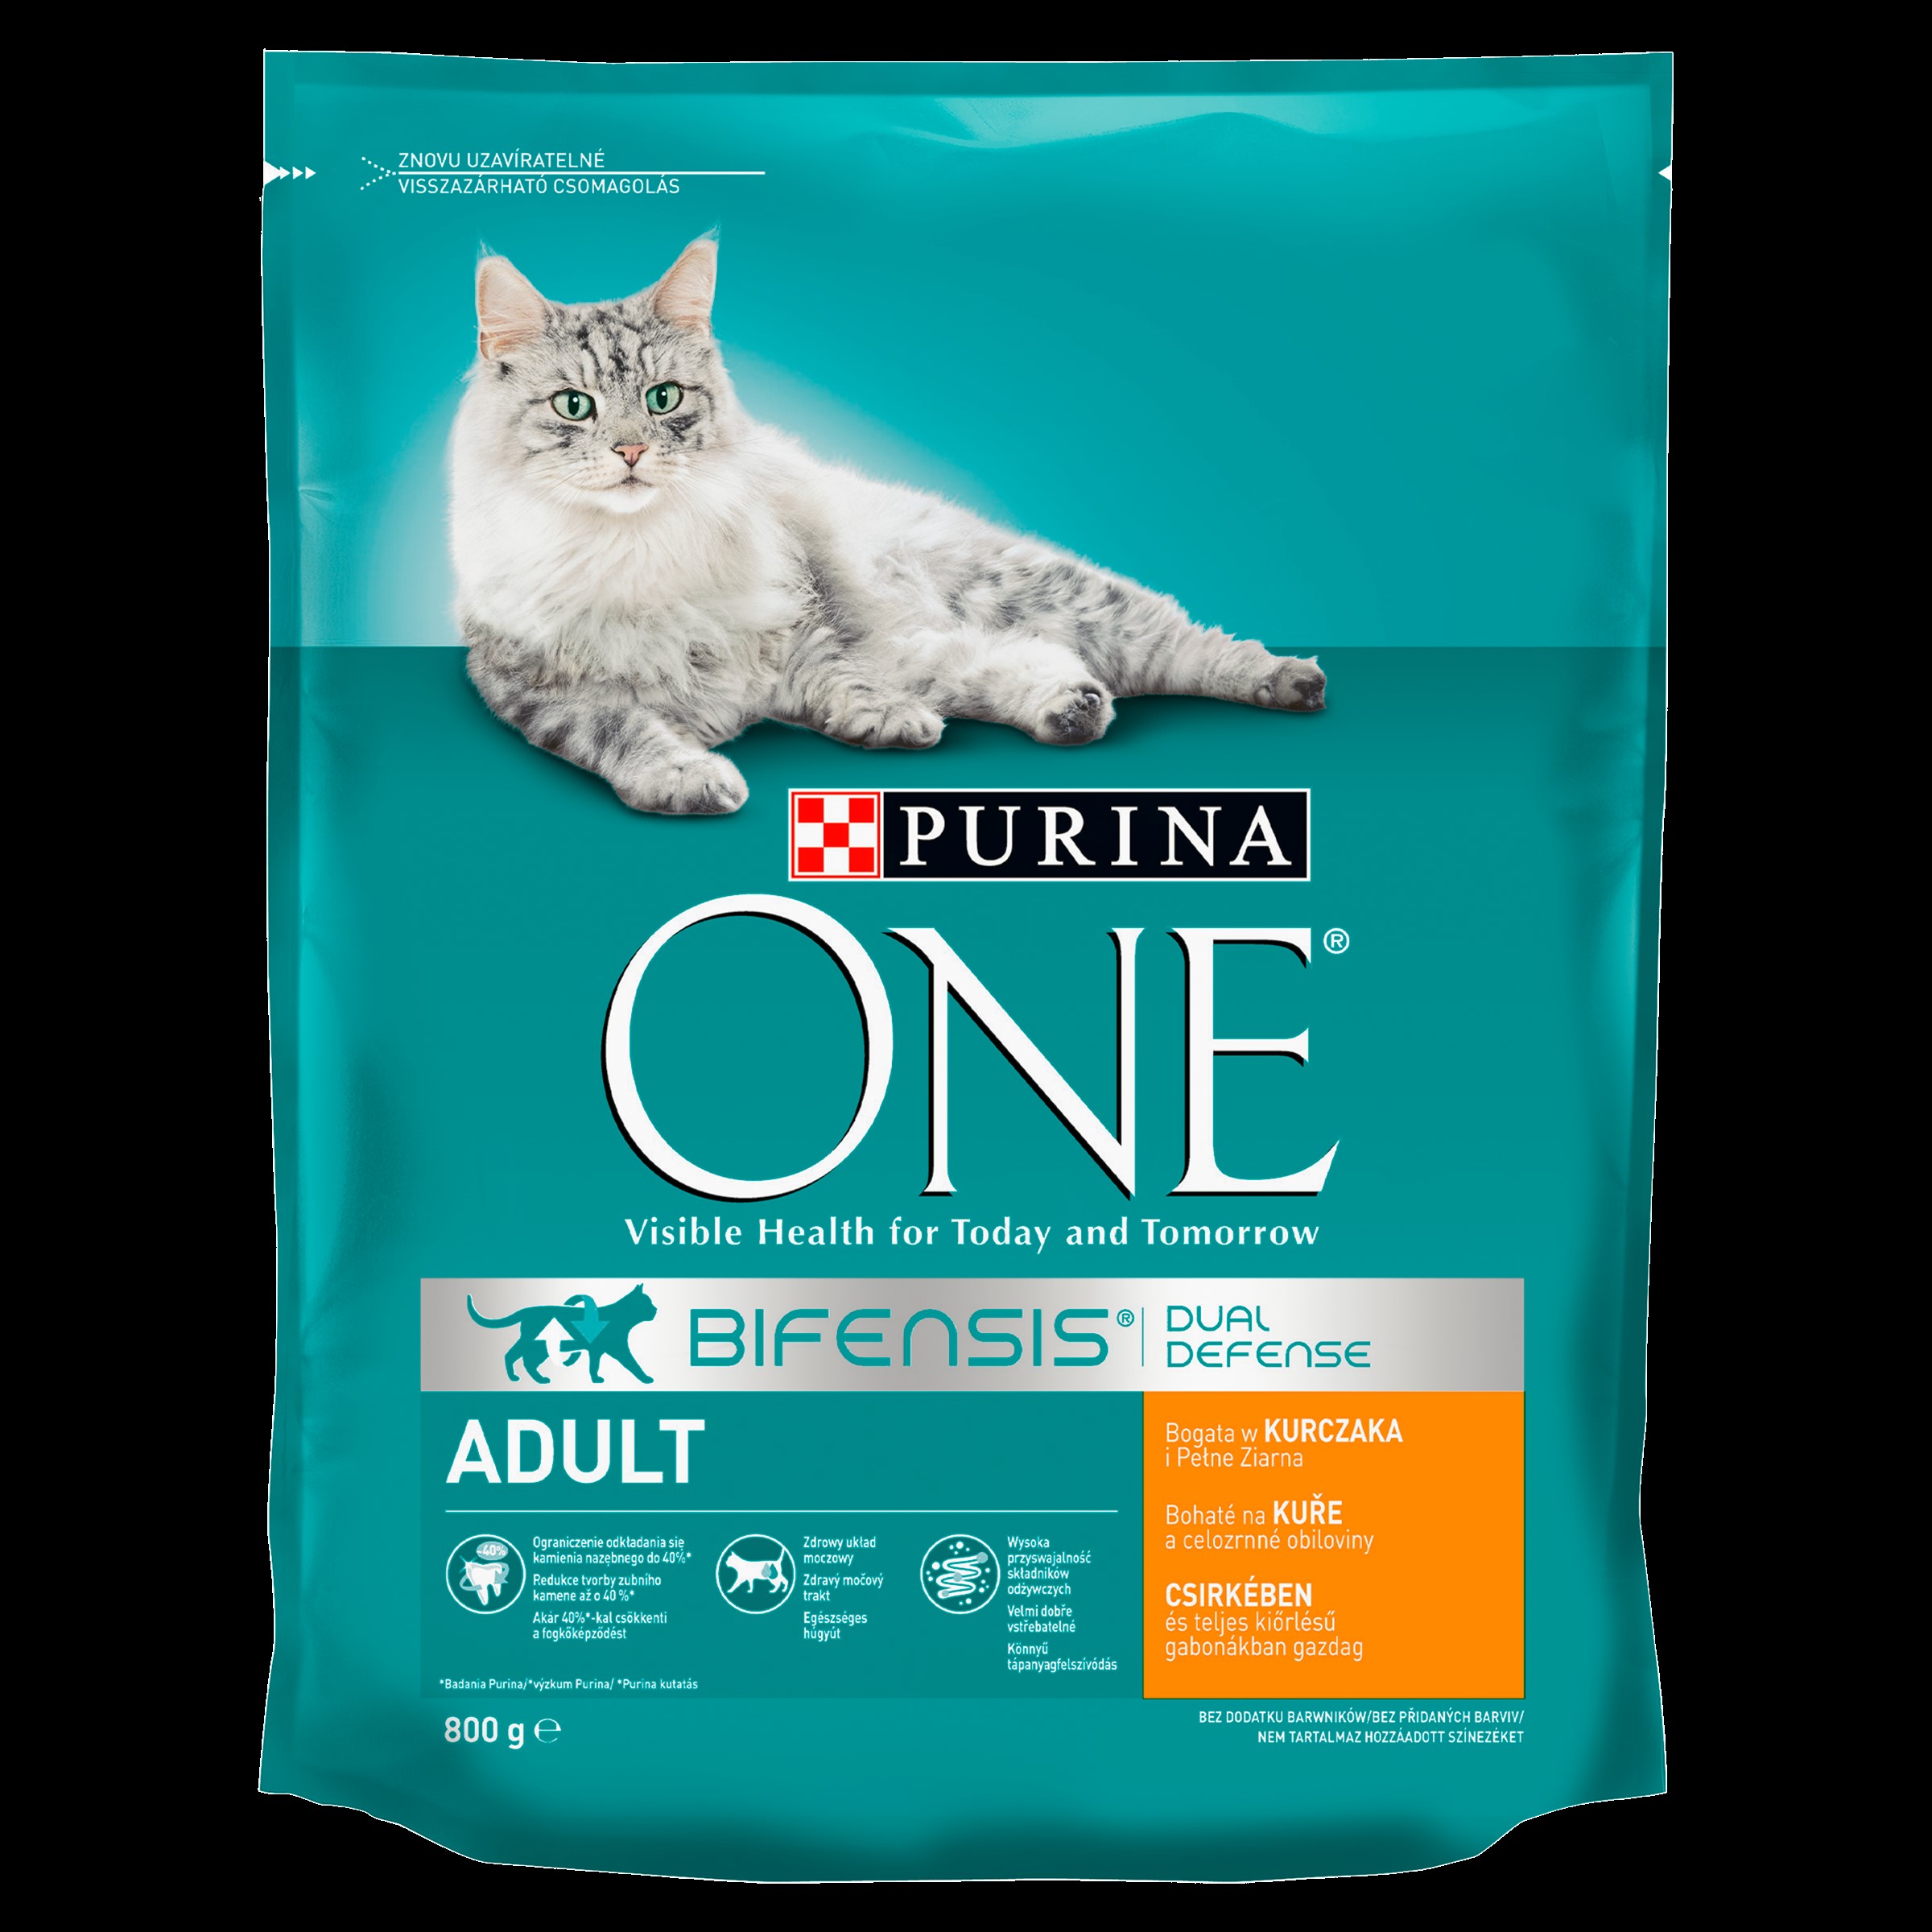 ZNOVU UZAVÍRATELNÉ
VISSZAZÁRHATÓ CSOMAGOLÁS
PURINA
ONE®
Visible Health for Today and Tomorrow
BIFENSIS®
DUAL
DEFENSE
ADULT
-40%
Ograniczenie odkładania się
kamienia nazębnego do 40%*
Redukce tvorby zubního
kamene až o 40 %*
Akár 40%*-kal csökkenti
a fogkőképződést
Zdrowy układ
moczowy
Zdravý močový
trakt
Egészséges
húgyút
Wysoka
przyswajalność
składników
odżywczych
Velmi dobře
vstřebatelné
Könnyű
tápanyagfelszívódás
Bogata w KURCZAKA
i Pełne Ziarna
Bohaté na KUŘE
a celozrnné obiloviny
CSIRKÉBEN
és teljes kiőrlésű
gabonákban gazdag
*Badania Purina/*výzkum Purina/ *Purina kutatás
800 g ℮
BEZ DODATKU BARWNIKÓW/BEZ PŘIDANÝCH BARVIV/
NEM TARTALMAZ HOZZÁADOTT SZÍNEZÉKET